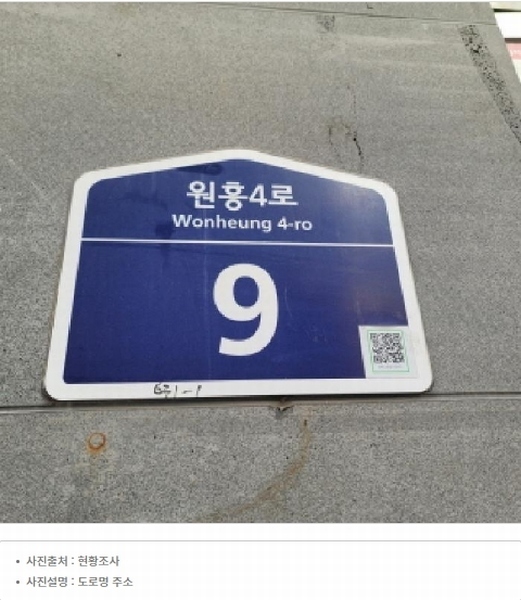 원흥4로
Wonheung 4-ro
9
• 사진출처 : 현황조사
• 사진설명 : 도로명 주소